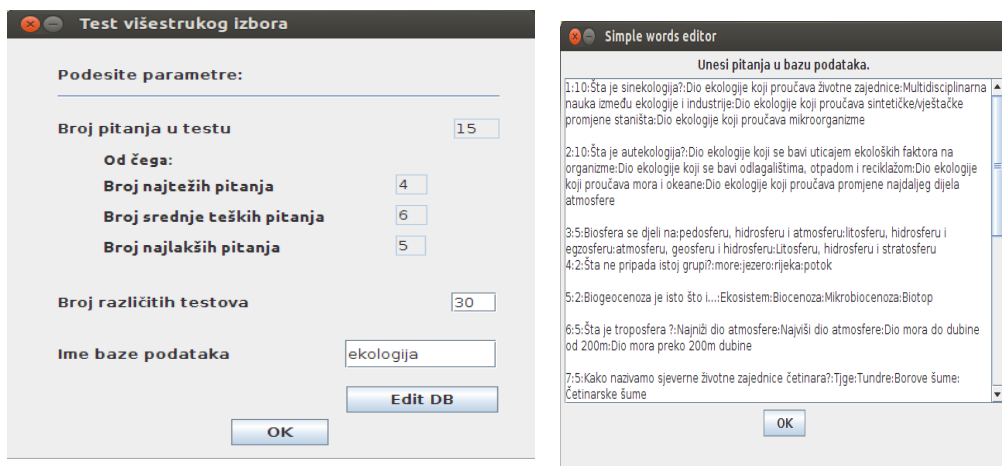 Test višestrukog izbora
Podesite parametre:
Broj pitanja u testu
15
Od čega:
Broj najtežih pitanja
4
Broj srednje teških pitanja
6
Broj najlakših pitanja
5
Broj različitih testova
30
Ime baze podataka
ekologija
Edit DB
OK
Simple words editor
Unesi pitanja u bazu podataka.
1:10:Šta je sinekologija?:Dio ekologije koji proučava životne zajednice:Multidisciplinarna
nauka između ekologije i industrije:Dio ekologije koji proučava sintetičke/vještačke
promjene staništa:Dio ekologije koji proučava mikroorganizme
2:10:Šta je autekologija?:Dio ekologije koji se bavi uticajem ekoloških faktora na
organizme:Dio ekologije koji se bavi odlagalištima, otpadom i reciklažom:Dio ekologije
koji proučava mora i okeane:Dio ekologije koji proučava promjene najdaljeg dijela
atmosfere
3:5:Biosfera se djeli na:pedosferu, hidrosferu i atmosferu:litosferu, hidrosferu i
egzosferu:atmosferu, geosferu i hidrosferu:Litosferu, hidrosferu i stratosferu
4:2:Šta ne pripada istoj grupi?:more:jezero:rijeka:potok
5:2:Biogeocenoza je isto što i...:Ekosistem:Biocenoza:Mikrobiocenoza:Biotop
6:5:Šta je troposfera ?:Najniži dio atmosfere:Najviši dio atmosfere:Dio mora do dubine
od 200m:Dio mora preko 200m dubine
7:5:Kako nazivamo sjeverne životne zajednice četinara?:Tjge:Tundre:Borove šume:
Četinarske šume
OK